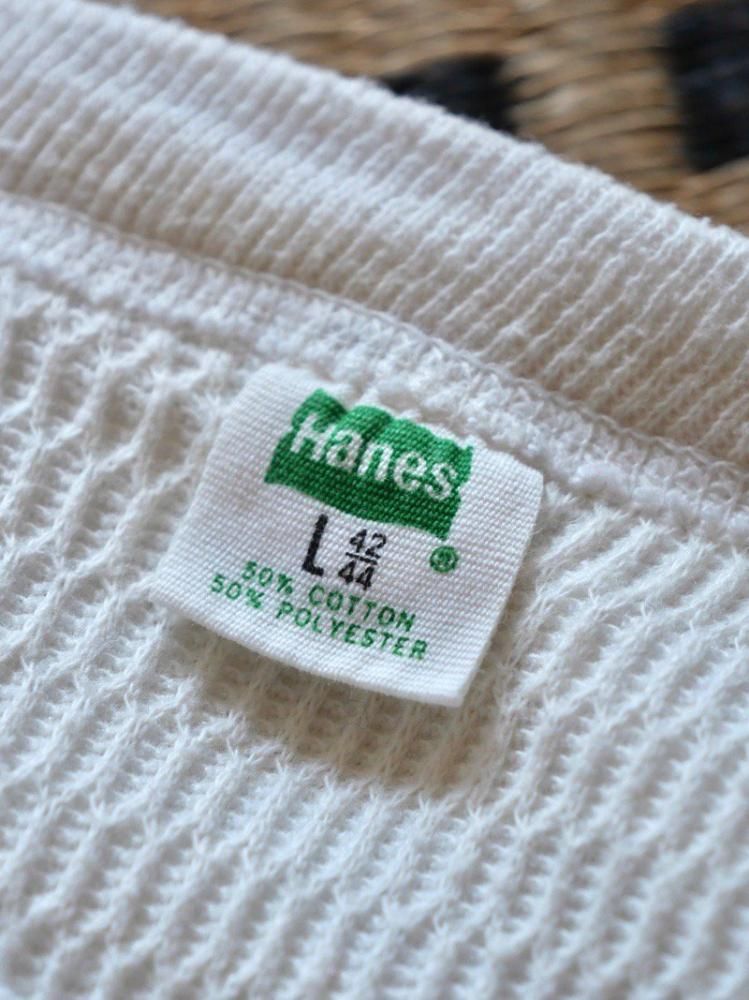 Hanes
L 42/44 ®
50% COTTON
50% POLYESTER